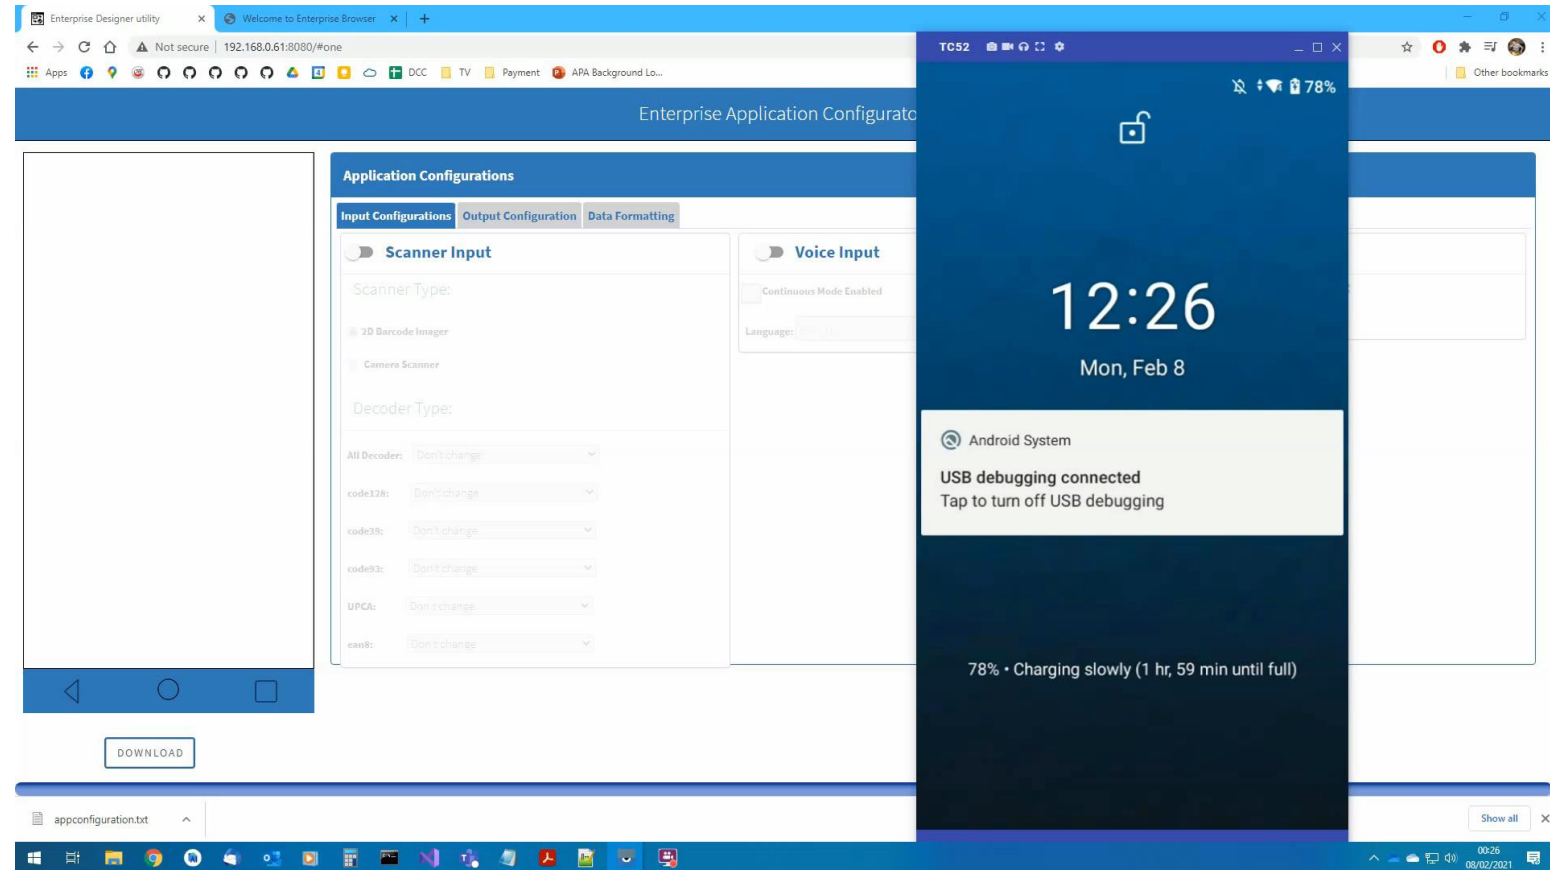 Enterprise Designer utility
Welcome to Enterprise Browser
Not secure 192.168.0.61:8080/#one
Apps
DCC
TV
Payment
APA Background Lo...
Other bookmarks
Enterprise Application Configurato
Application Configurations
Input Configurations
Output Configuration
Data Formatting
Scanner Input
Scanner Type:
2D Barcode Imager
Camera Scanner
Decoder Type:
All Decoder: Don't change
code128: Don't change
code39: Don't change
code93: Don't change
UPCA: Don't change
ean8: Don't change
Voice Input
Continuous Mode Enabled
Language:
DOWNLOAD
TC52
78%
12:26
Mon, Feb 8
Android System
USB debugging connected
Tap to turn off USB debugging
78% • Charging slowly (1 hr, 59 min until full)
appconfiguration.txt
Show all
00:26
08/02/2021